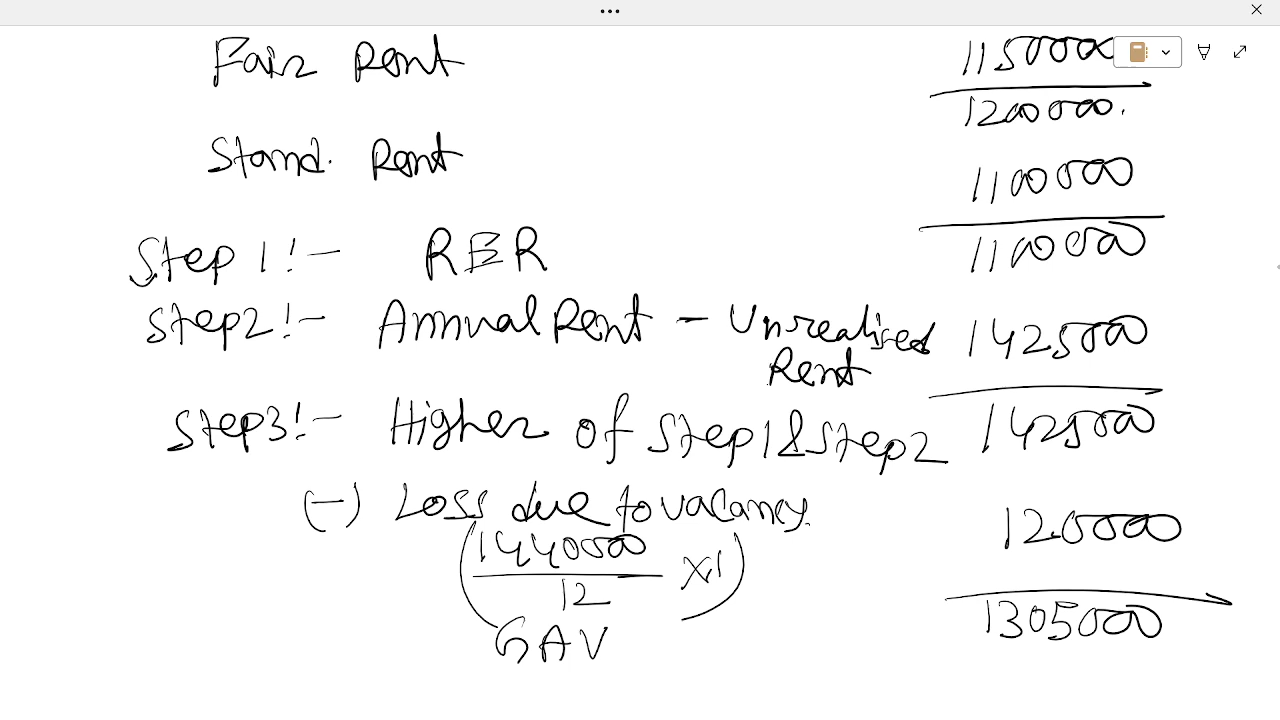 Fair Rent 1150000
1200000.
Stand. Rent 1100000
Step 1!- RER 1100000
Step2!- Annual Rent - Unrealised Rent 1425000
Step3!- Higher of Step1&Step2 1425000
(-) Loss due to vacancy. 120000
(1440000/12 x1)
GAV 1305000